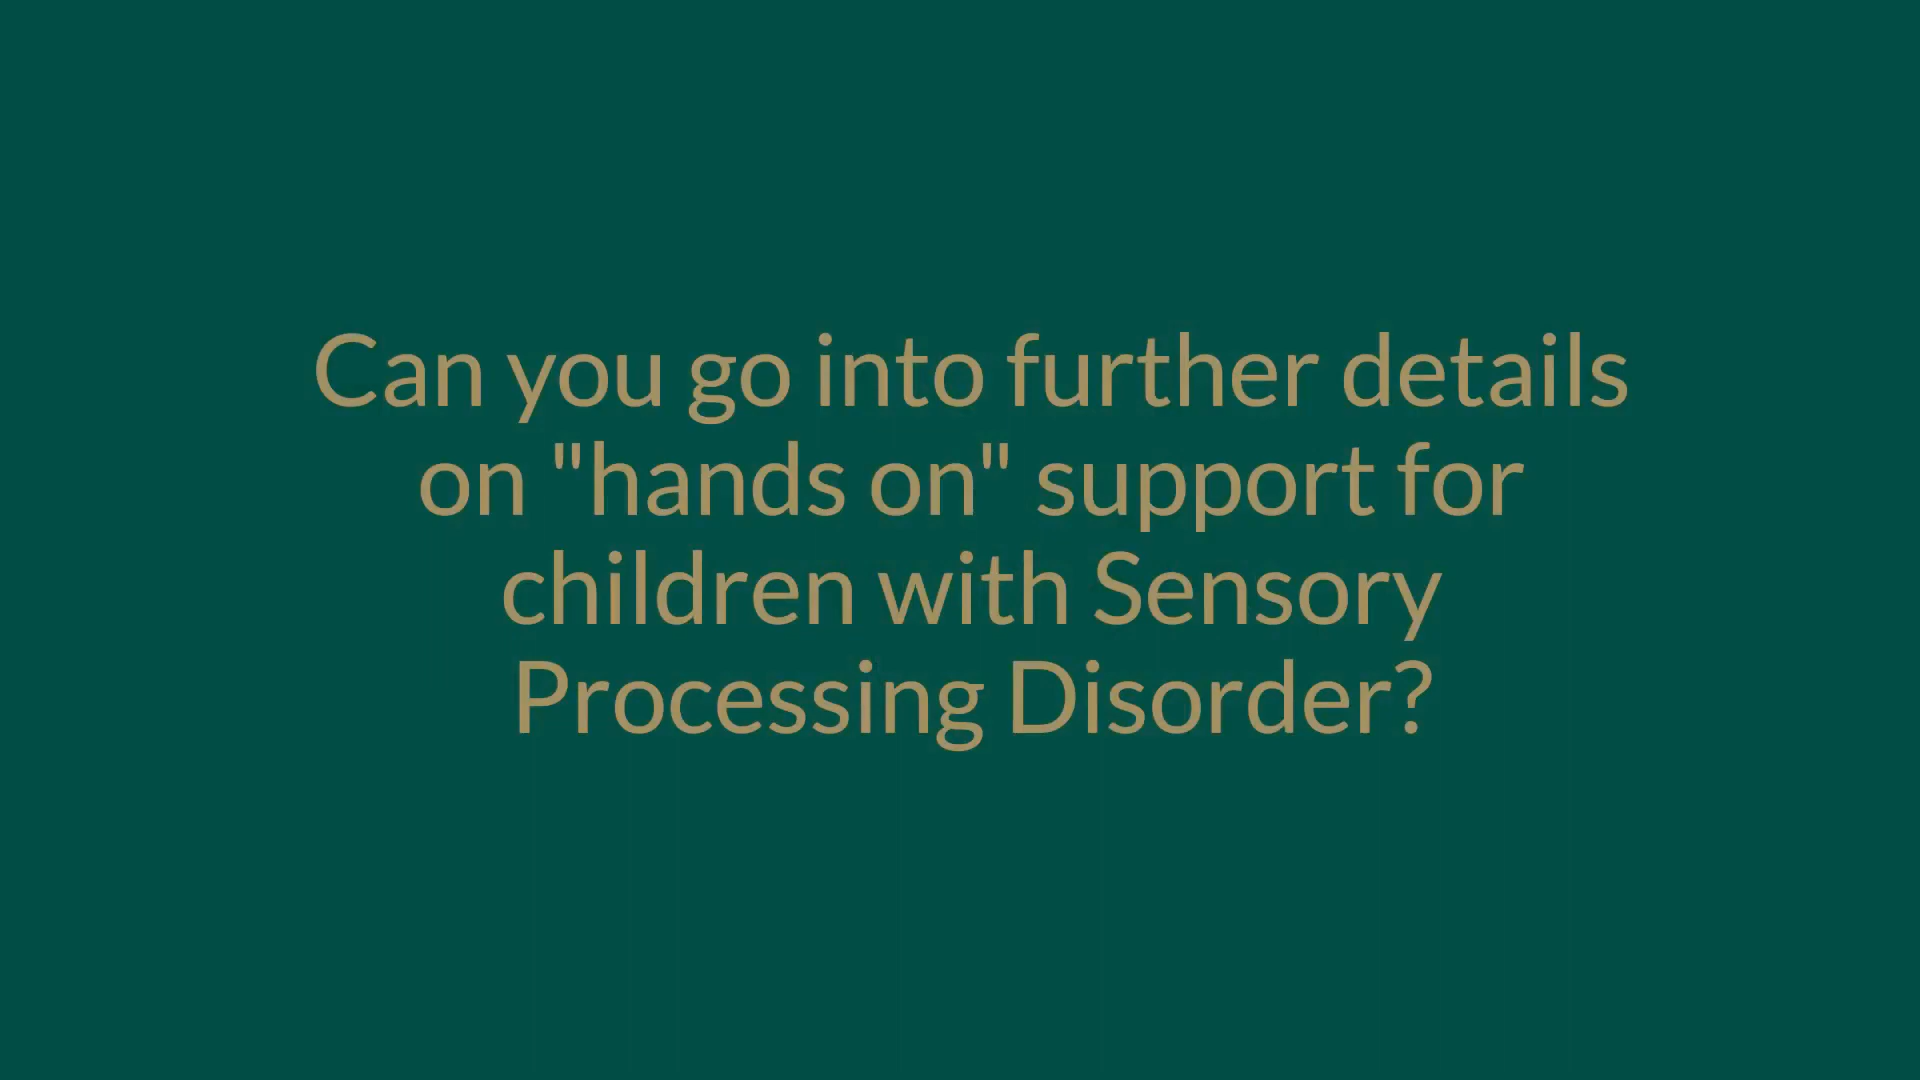 Can you go into further details
on "hands on" support for
children with Sensory
Processing Disorder?